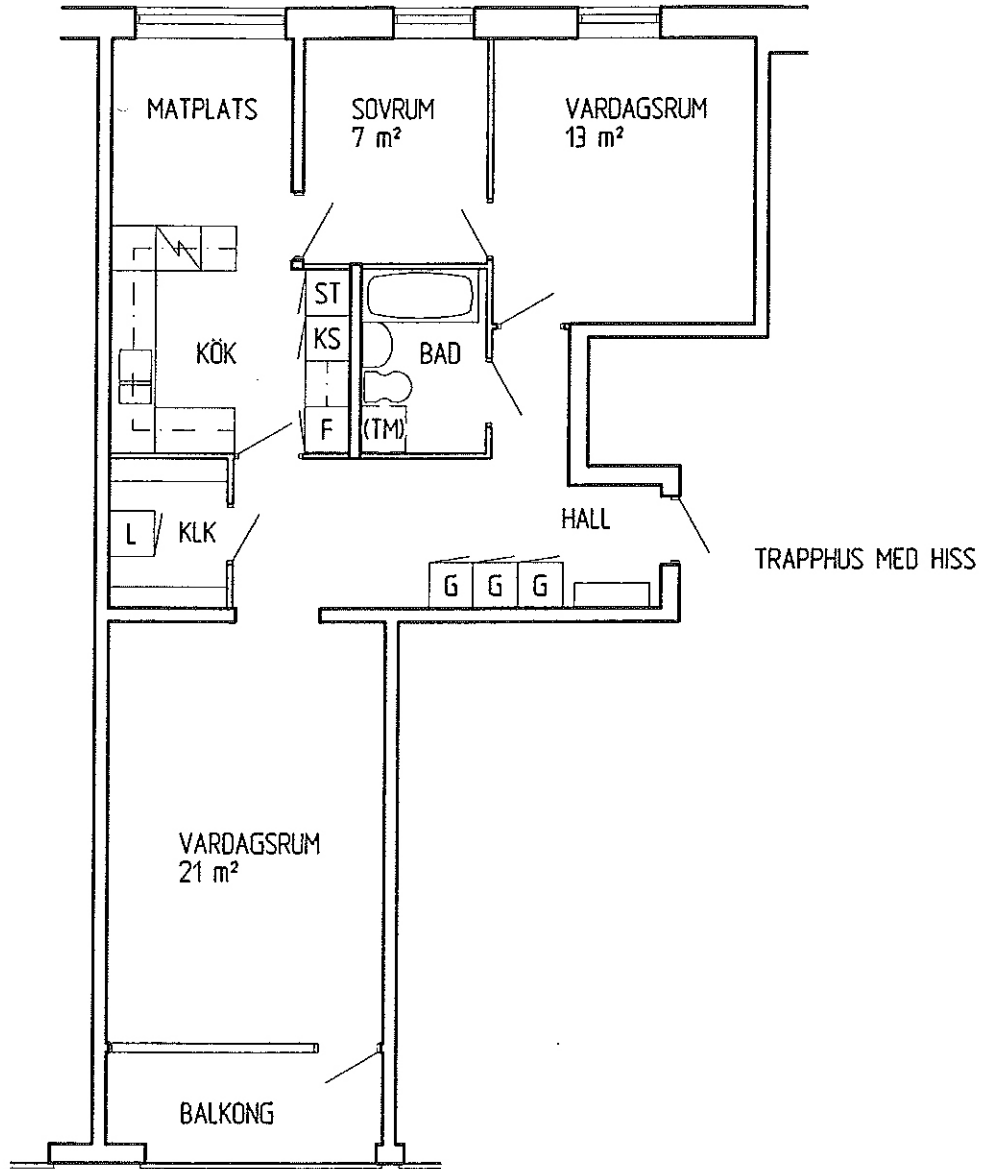 MATPLATS
SOVRUM
7 m²
VARDAGSRUM
13 m²
ST
KS
KÖK
BAD
F
(TM)
L
KLK
HALL
G G G
TRAPPHUS MED HISS
VARDAGSRUM
21 m²
BALKONG